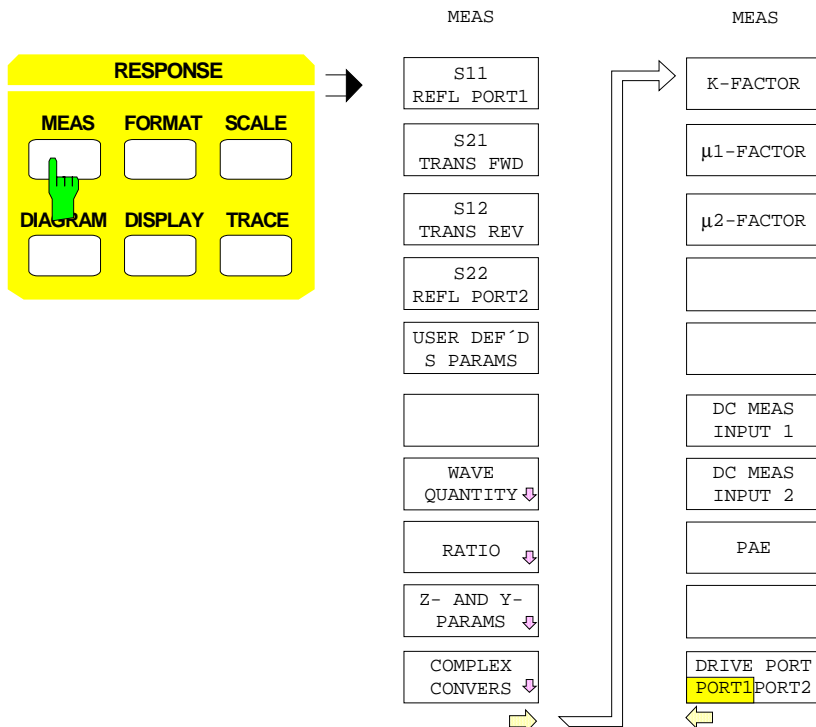 RESPONSE
MEAS FORMAT SCALE
DIAGRAM DISPLAY TRACE
MEAS
S11
REFL PORT1
S21
TRANS FWD
S12
TRANS REV
S22
REFL PORT2
USER DEF´D
S PARAMS
WAVE
QUANTITY
RATIO
Z- AND Y-
PARAMS
COMPLEX
CONVERS
MEAS
K-FACTOR
µ1-FACTOR
µ2-FACTOR
DC MEAS
INPUT 1
DC MEAS
INPUT 2
PAE
DRIVE PORT
PORT1 PORT2